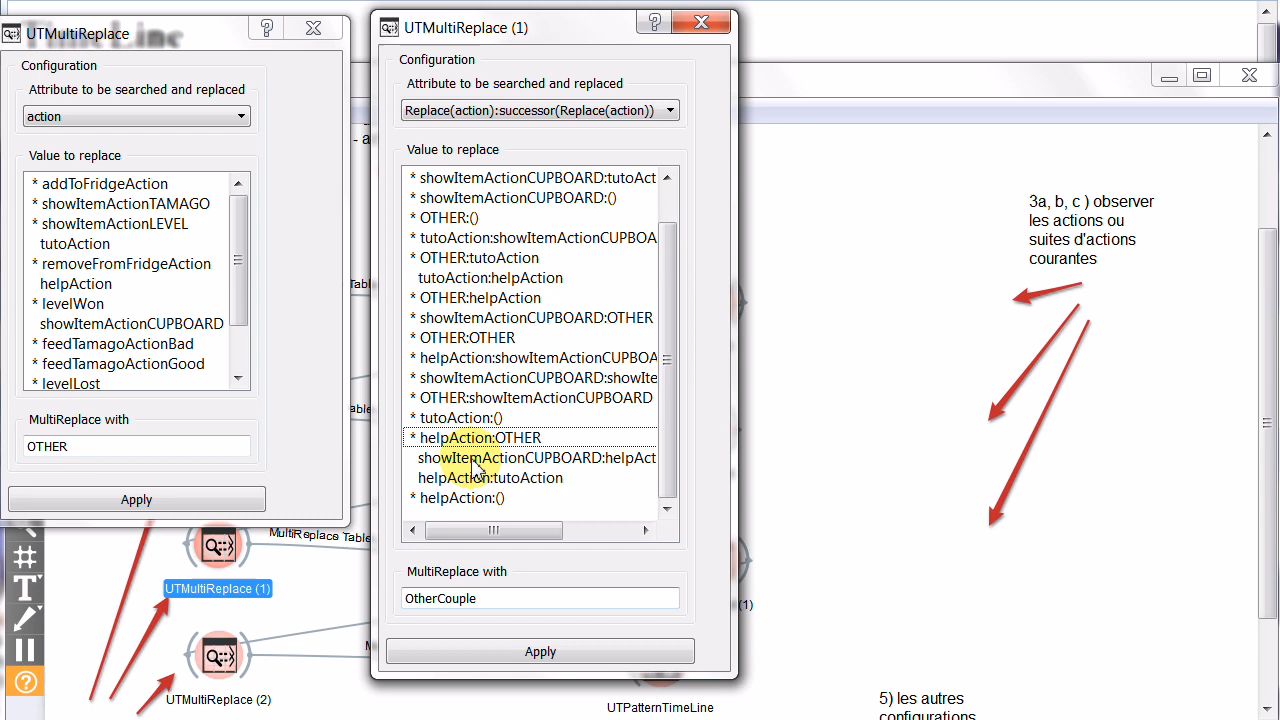 Time Line
UTMultiReplace
Configuration
Attribute to be searched and replaced
action
Value to replace
* addToFridgeAction
* showItemActionTAMAGO
* showItemActionLEVEL
tutoAction
* removeFromFridgeAction
helpAction
* levelWon
showItemActionCUPBOARD
* feedTamagoActionBad
* feedTamagoActionGood
* levelLost
MultiReplace with
OTHER
Apply
UTMultiReplace (1)
Configuration
Attribute to be searched and replaced
Replace(action):successor(Replace(action))
Value to replace
* showItemActionCUPBOARD:tutoAct
* showItemActionCUPBOARD:()
* OTHER:()
* tutoAction:showItemActionCUPBOA
* OTHER:tutoAction
tutoAction:helpAction
* OTHER:helpAction
* showItemActionCUPBOARD:OTHER
* OTHER:OTHER
* helpAction:showItemActionCUPBOA
* showItemActionCUPBOARD:showIte
* OTHER:showItemActionCUPBOARD
* tutoAction:()
* helpAction:OTHER
showItemActionCUPBOARD:helpAct
helpAction:tutoAction
* helpAction:()
MultiReplace with
OtherCouple
Apply
- a
3a, b, c ) observer
les actions ou
suites d'actions
courantes
MultiReplace Table
UTMultiReplace (1)
(1)
UTMultiReplace (2)
UTPatternTimeLine
5) les autres
configurations